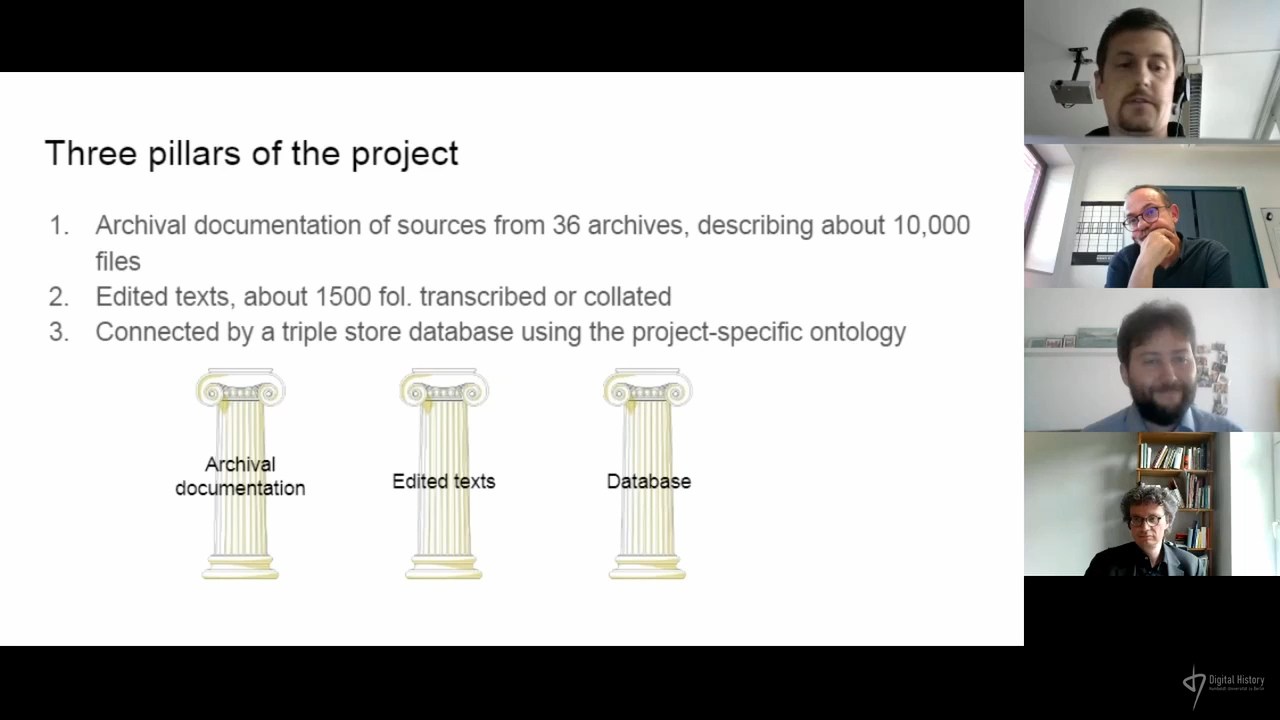 Three pillars of the project
1. Archival documentation of sources from 36 archives, describing about 10,000
files
2. Edited texts, about 1500 fol. transcribed or collated
3. Connected by a triple store database using the project-specific ontology
Archival
documentation
Edited texts
Database
Digital History
Humboldt-Universität zu Berlin